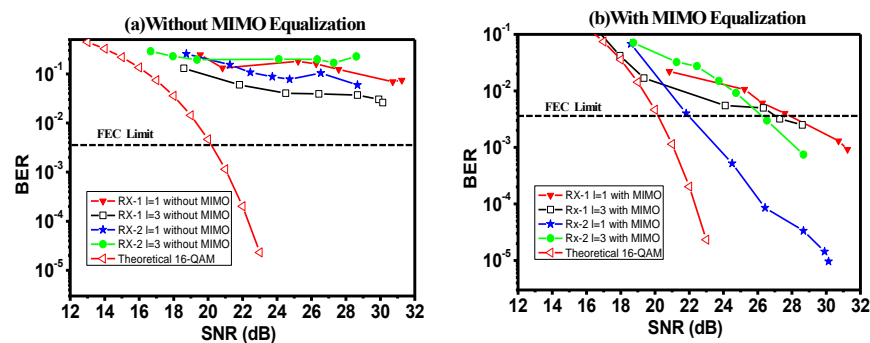 (a)Without MIMO Equalization
BER
10^-1
10^-2
10^-3
10^-4
10^-5
FEC Limit
RX-1 l=1 without MIMO
RX-1 l=3 without MIMO
RX-2 l=1 without MIMO
RX-2 l=3 without MIMO
Theoretical 16-QAM
12 14 16 18 20 22 24 26 28 30 32
SNR (dB)
(b)With MIMO Equalization
BER
10^-1
10^-2
10^-3
10^-4
10^-5
FEC Limit
RX-1 l=1 with MIMO
Rx-1 l=3 with MIMO
Rx-2 l=1 with MIMO
Rx-2 l=3 with MIMO
Theoretical 16-QAM
16 18 20 22 24 26 28 30 32
SNR (dB)